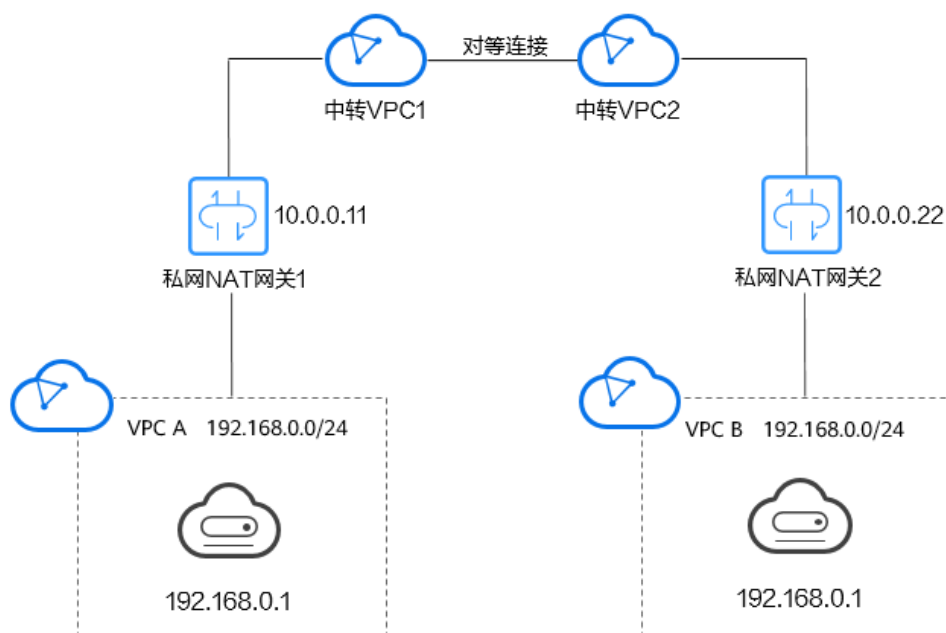 对等连接
中转VPC1
中转VPC2
10.0.0.11
10.0.0.22
私网NAT网关1
私网NAT网关2
VPC A 192.168.0.0/24
VPC B 192.168.0.0/24
192.168.0.1
192.168.0.1